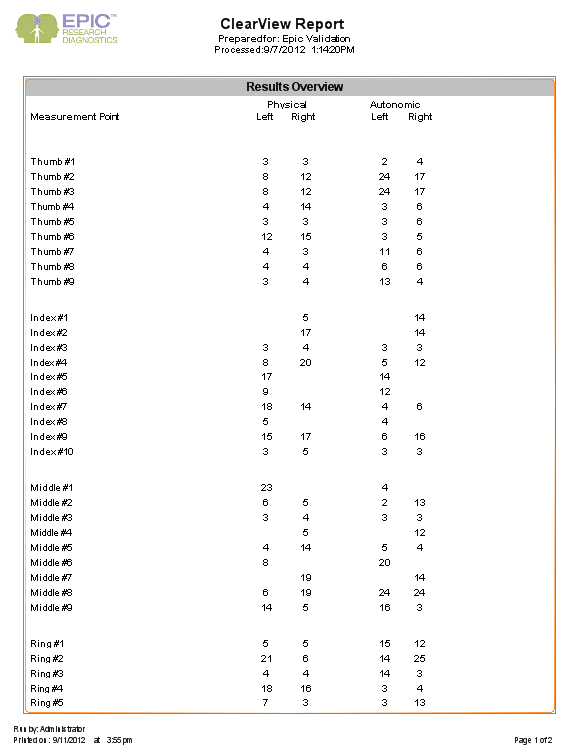 EPIC™
RESEARCH
DIAGNOSTICS
ClearView Report
Preparedfor: Epic Validation
Processed:9/7/2012 1:1420PM
Results Overview
Physical Autonomic
Measurement Point Left Right Left Right
Thumb #1 3 3 2 4
Thumb #2 8 12 24 17
Thumb #3 8 12 24 17
Thumb #4 4 14 3 6
Thumb #5 3 3 3 6
Thumb #6 12 15 3 5
Thumb #7 4 3 11 6
Thumb #8 4 4 6 6
Thumb #9 3 4 13 4
Index #1 5 14
Index #2 17 14
Index #3 3 4 3 3
Index #4 8 20 5 12
Index #5 17 14
Index #6 9 12
Index #7 18 14 4 6
Index #8 5 4
Index #9 15 17 6 16
Index #10 3 5 3 3
Middle #1 23 4
Middle #2 6 5 2 13
Middle #3 3 4 3 3
Middle #4 5 12
Middle #5 4 14 5 4
Middle #6 8 20
Middle #7 19 14
Middle #8 6 19 24 24
Middle #9 14 5 16 3
Ring #1 5 5 15 12
Ring #2 21 6 14 25
Ring #3 4 4 14 3
Ring #4 18 16 3 4
Ring #5 7 3 3 13
Run by: Administrator
Printed on : 9/11/2012 at 3:55pm Page 1 of 2